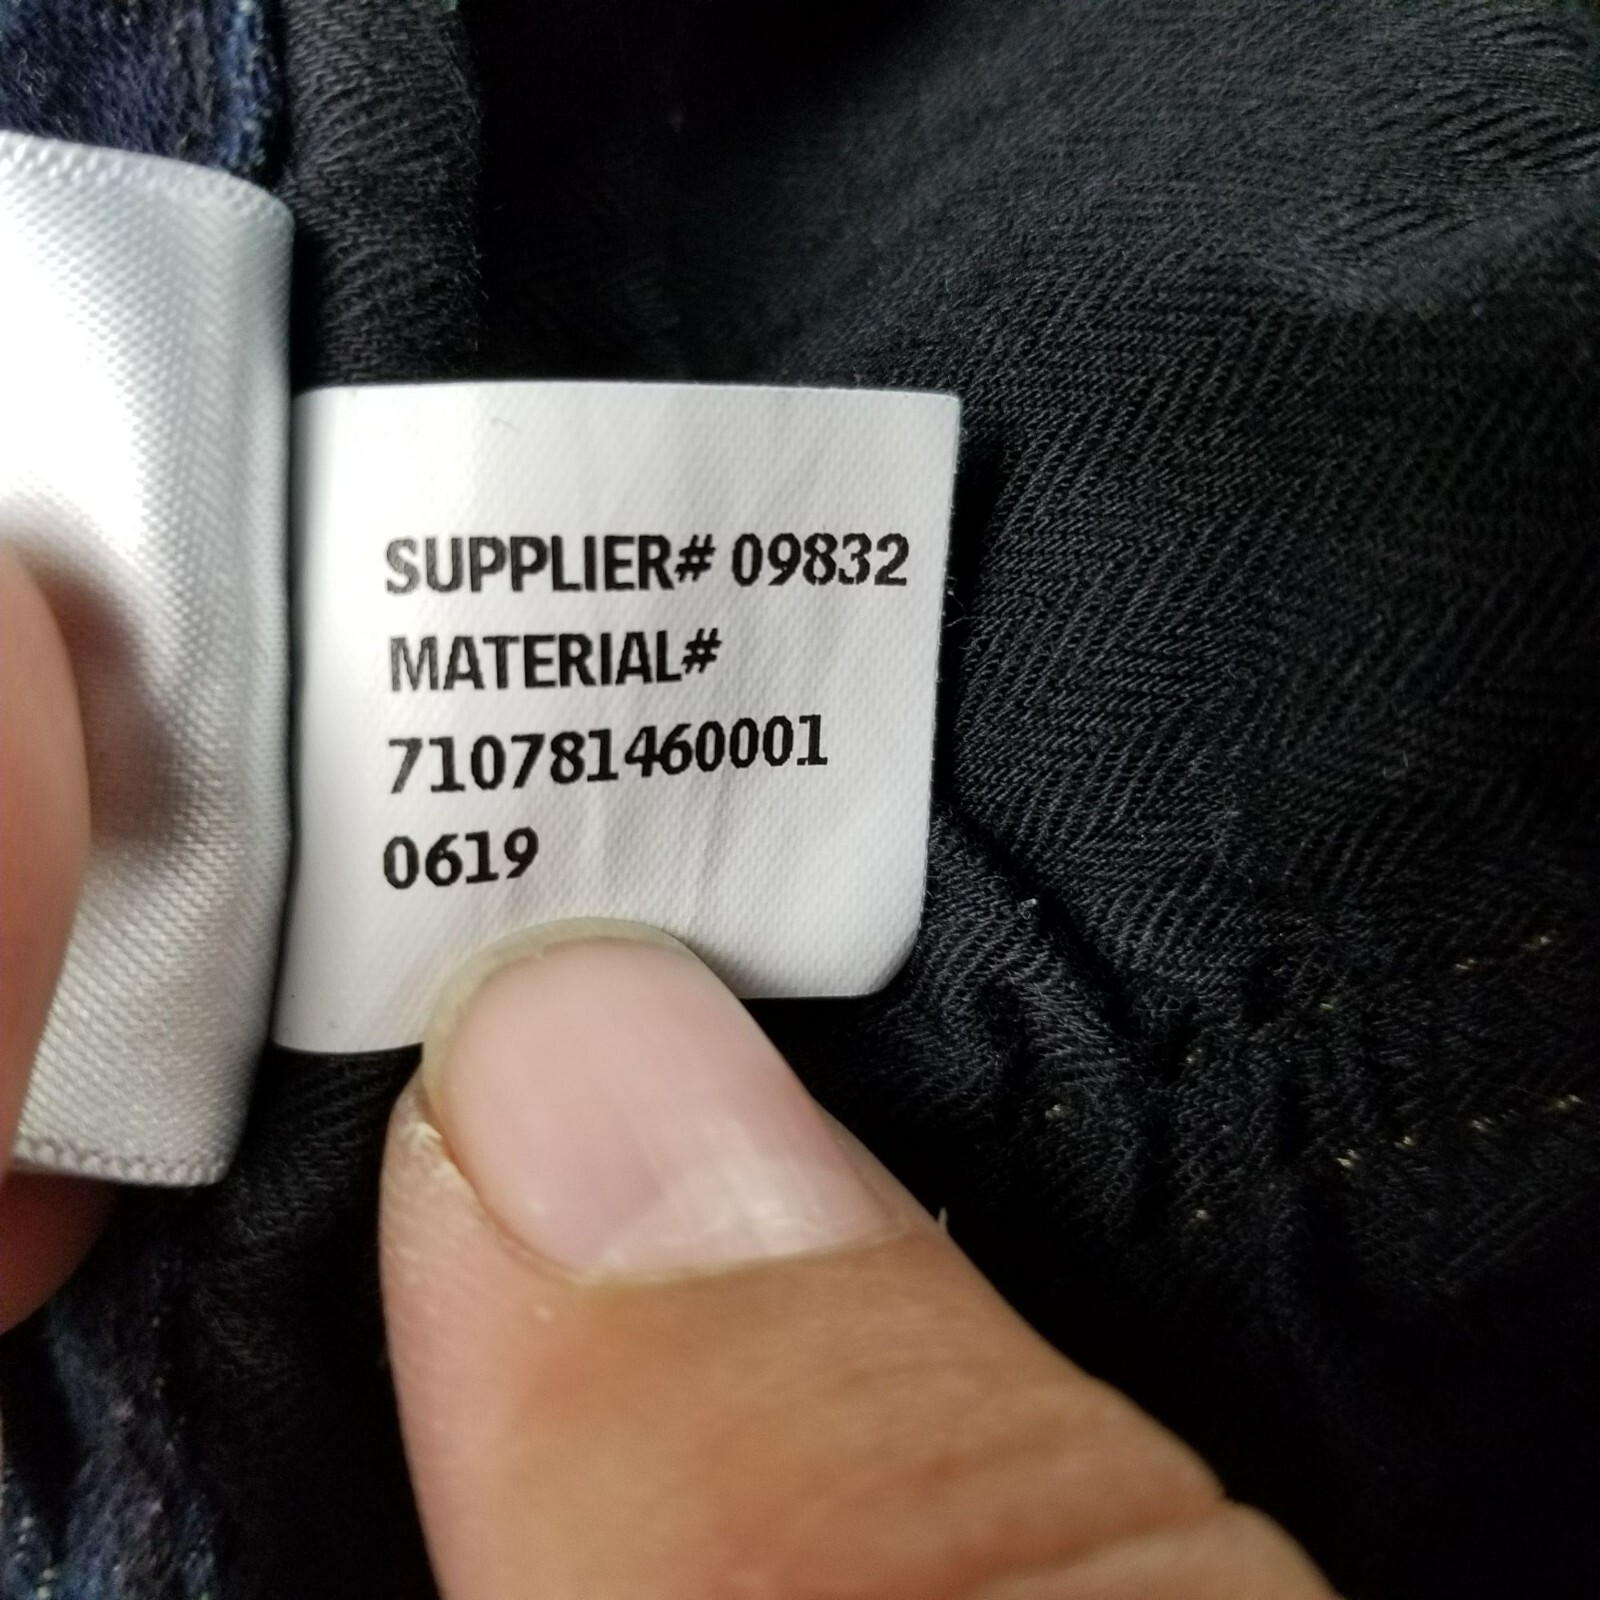 SUPPLIER# 09832
MATERIAL#
710781460001
0619